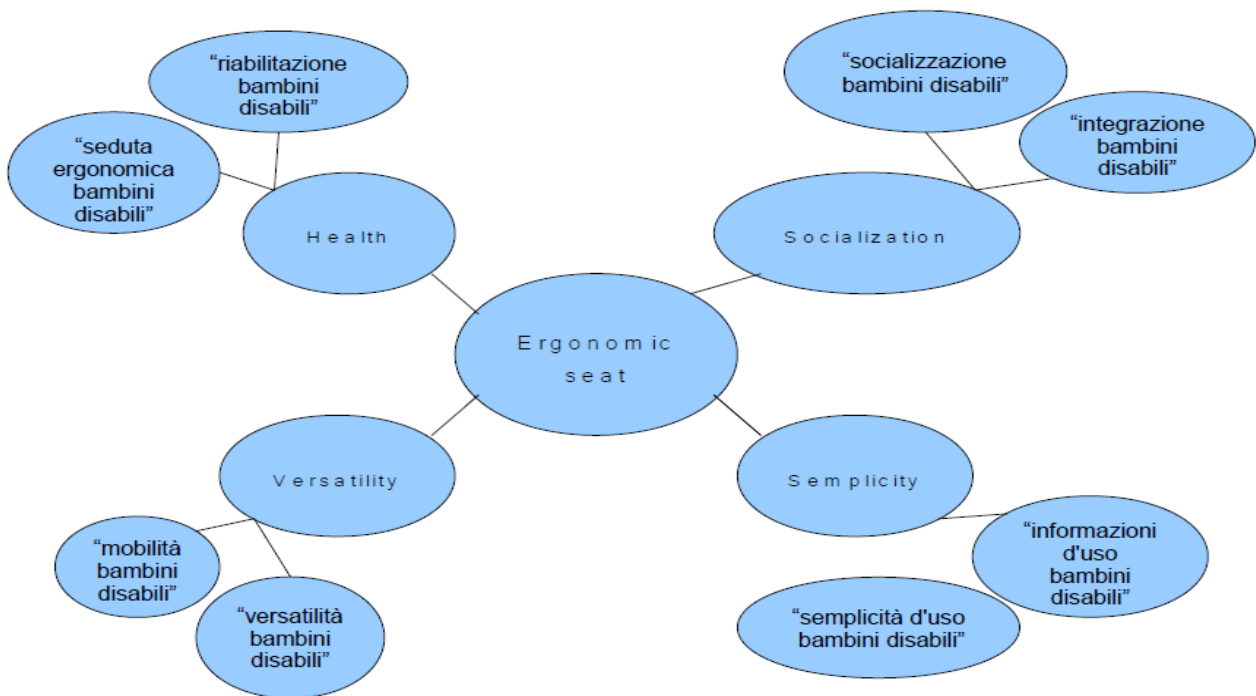 “riabilitazione
bambini
disabili”
“seduta
ergonomica
bambini
disabili”
Health
“socializzazione
bambini disabili”
“integrazione
bambini
disabili”
Socialization
Ergonomic
seat
Versatility
“mobilità
bambini
disabili”
“versatilità
bambini
disabili”
Semplicity
“informazioni
d'uso
bambini
disabili”
“semplicità d'uso
bambini disabili”